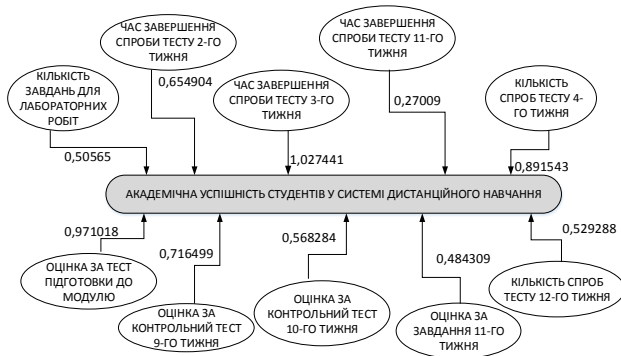 ЧАС ЗАВЕРШЕННЯ
СПРОБИ ТЕСТУ 2-ГО
ТИЖНЯ
0,654904
ЧАС ЗАВЕРШЕННЯ
СПРОБИ ТЕСТУ 11-ГО
ТИЖНЯ
0,27009
КІЛЬКІСТЬ
ЗАВДАНЬ ДЛЯ
ЛАБОРАТОРНИХ
РОБІТ
0,50565
ЧАС ЗАВЕРШЕННЯ
СПРОБИ ТЕСТУ 3-ГО
ТИЖНЯ
1,027441
КІЛЬКІСТЬ
СПРОБ ТЕСТУ 4-
ГО ТИЖНЯ
0,891543
АКАДЕМІЧНА УСПІШНІСТЬ СТУДЕНТІВ У СИСТЕМІ ДИСТАНЦІЙНОГО НАВЧАННЯ
0,971018
ОЦІНКА ЗА ТЕСТ
ПІДГОТОВКИ ДО
МОДУЛЮ
0,716499
ОЦІНКА ЗА
КОНТРОЛЬНИЙ ТЕСТ
9-ГО ТИЖНЯ
0,568284
ОЦІНКА ЗА
КОНТРОЛЬНИЙ ТЕСТ
10-ГО ТИЖНЯ
0,484309
ОЦІНКА ЗА
ЗАВДАННЯ 11-ГО
ТИЖНЯ
0,529288
КІЛЬКІСТЬ СПРОБ
ТЕСТУ 12-ГО ТИЖНЯ